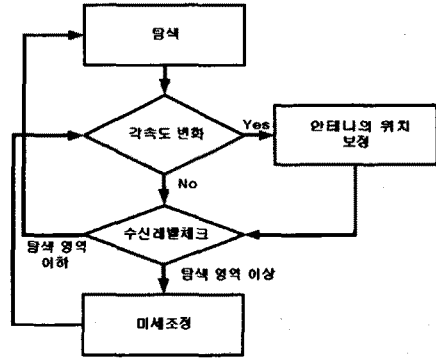 탐색
각속도 변화
Yes
안테나의 위치
보정
No
수신레벨체크
탐색 영역
이하
탐색 영역 이상
미세조정